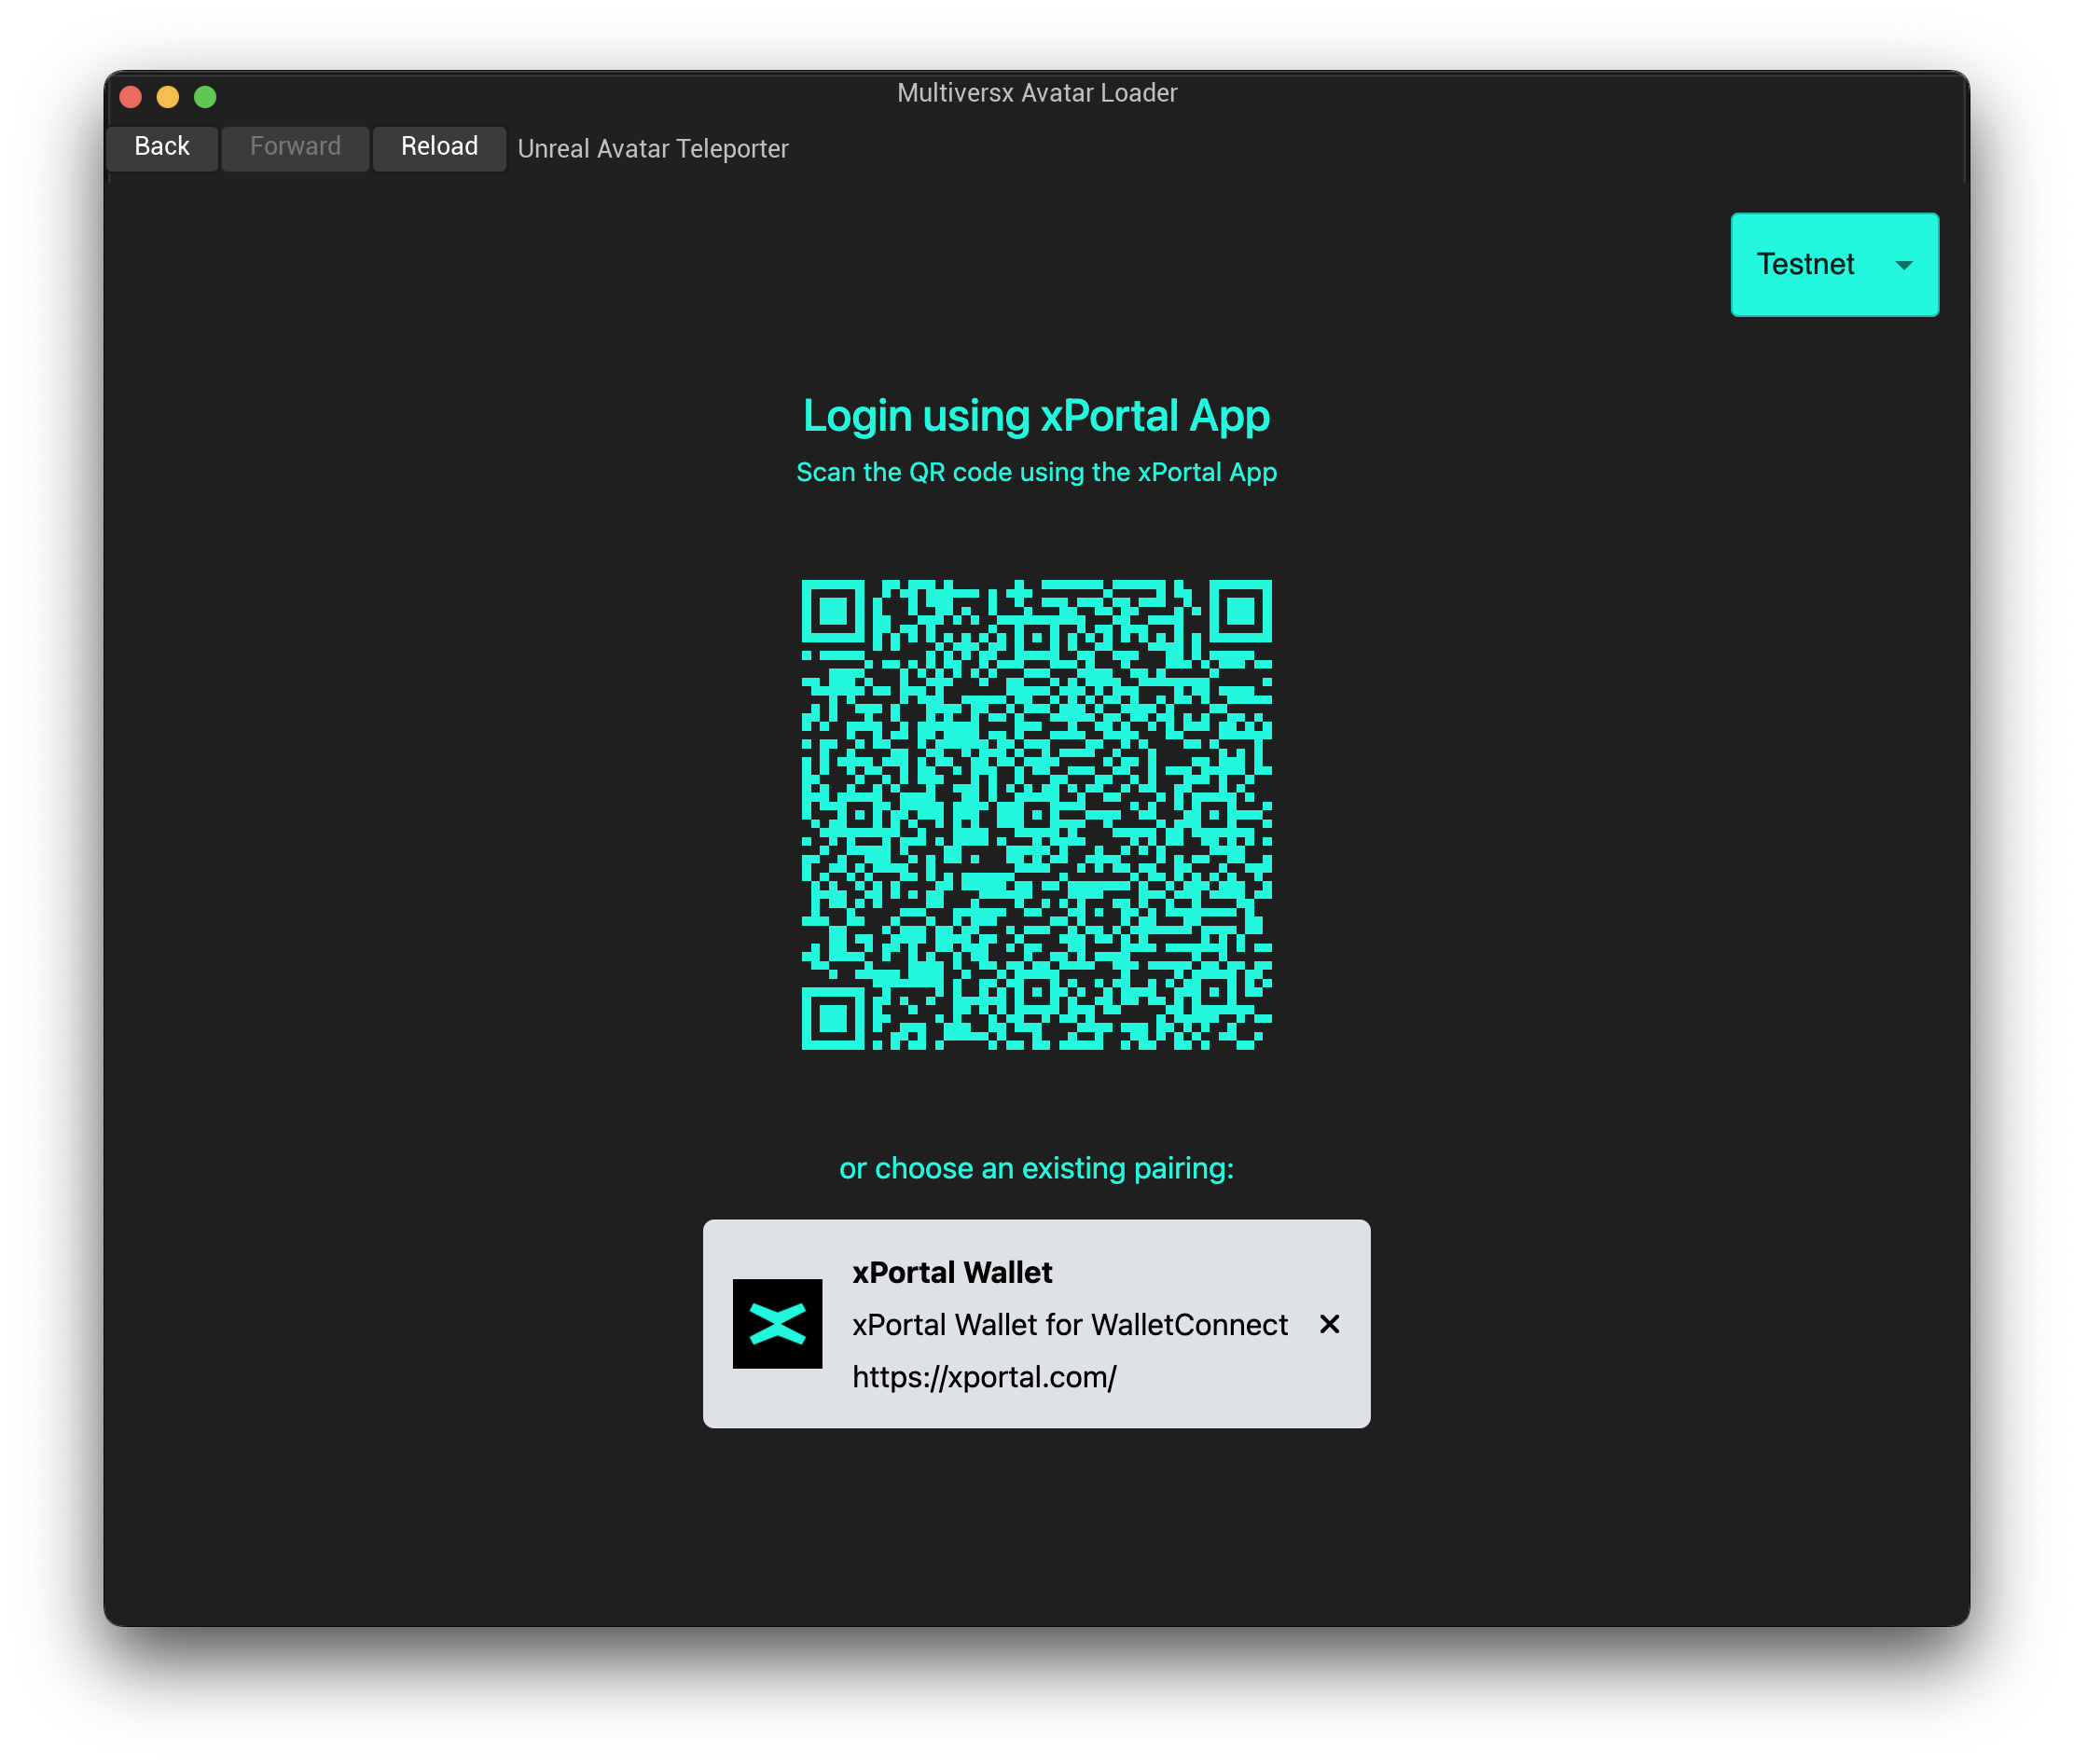 Multiversx Avatar Loader
Back Forward Reload Unreal Avatar Teleporter
Testnet
Login using xPortal App
Scan the QR code using the xPortal App
or choose an existing pairing:
xPortal Wallet
xPortal Wallet for WalletConnect
https://xportal.com/